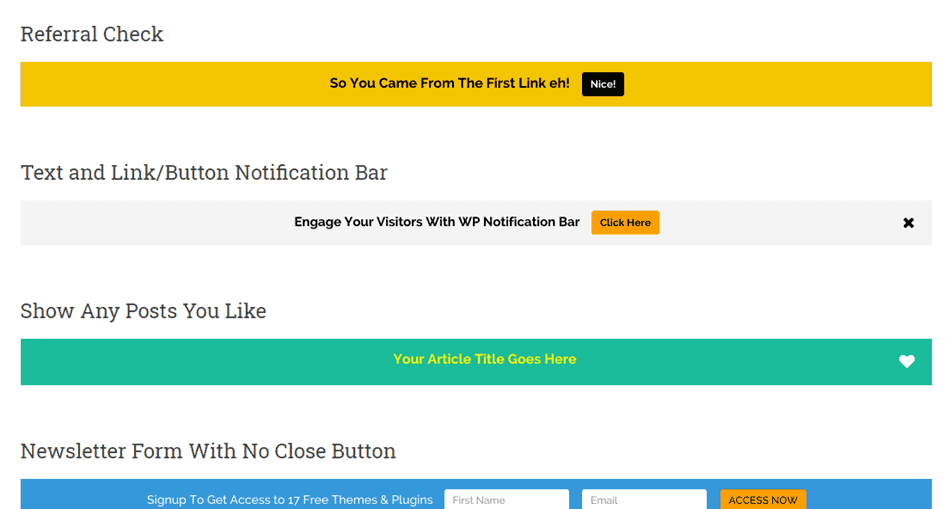 Referral Check
So You Came From The First Link eh! Nice!
Text and Link/Button Notification Bar
Engage Your Visitors With WP Notification Bar Click Here
Show Any Posts You Like
Your Article Title Goes Here
Newsletter Form With No Close Button
Signup To Get Access to 17 Free Themes & Plugins First Name Email ACCESS NOW